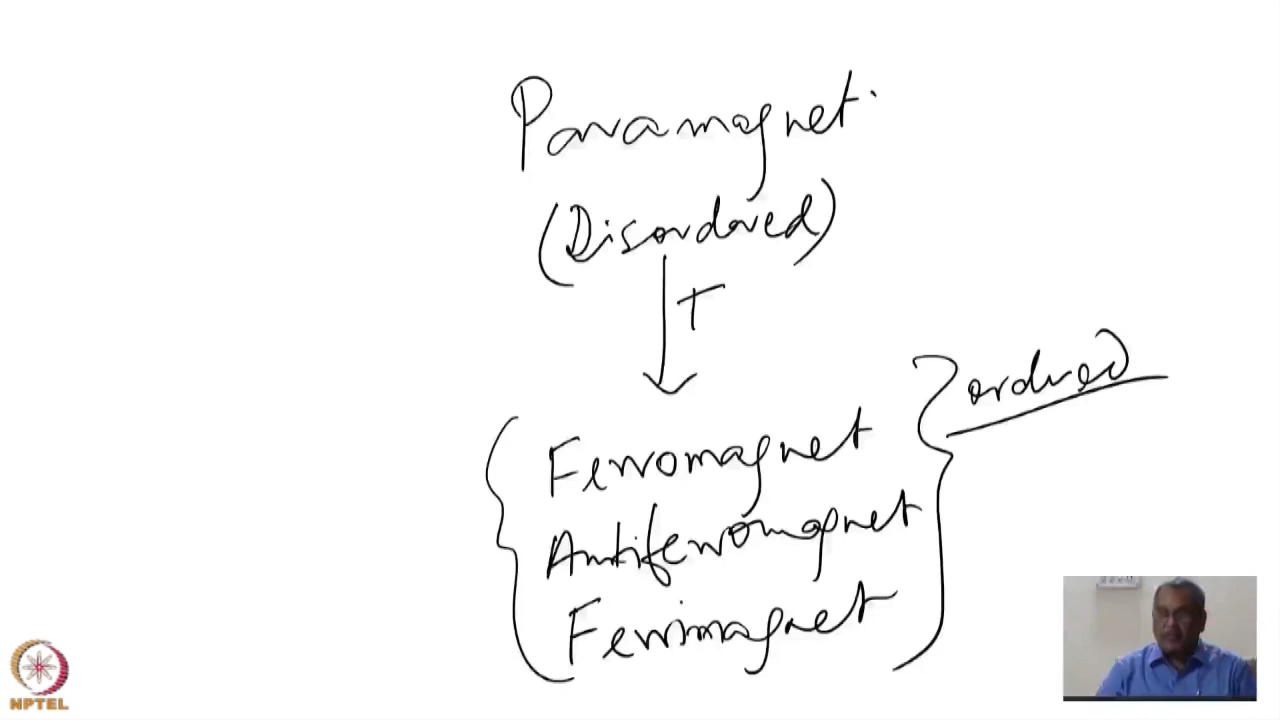 Paramagnet.
(Disordered)
T
Ferromagnet
Antiferromagnet
Ferrimagnet
ordered
NPTEL